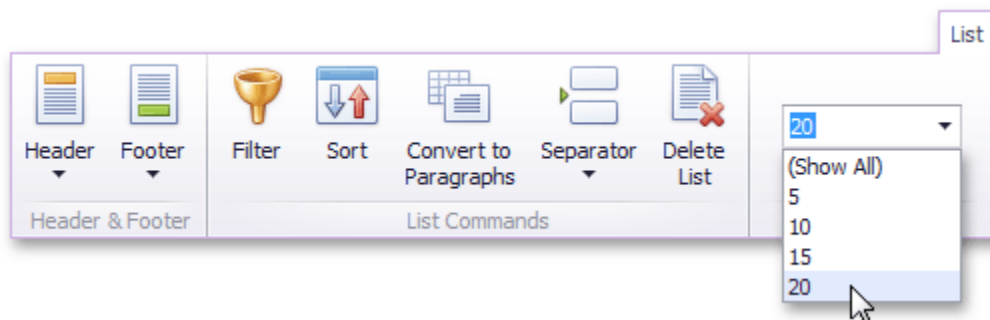 List
Header
Footer
Filter
Sort
Convert to
Paragraphs
Separator
Delete
List
Header & Footer
List Commands
20
(Show All)
5
10
15
20